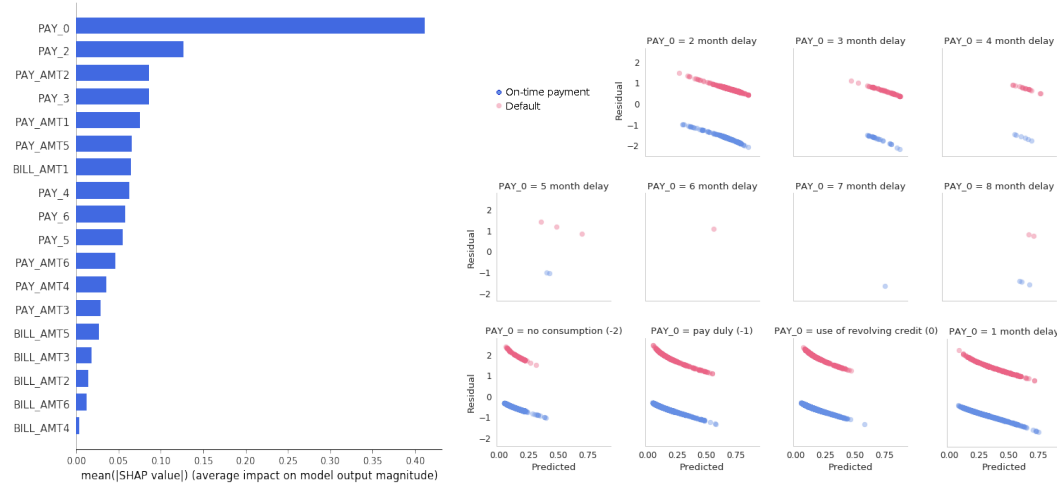 PAY_0
PAY_2
PAY_AMT2
PAY_3
PAY_AMT1
PAY_AMT5
BILL_AMT1
PAY_4
PAY_6
PAY_5
PAY_AMT6
PAY_AMT4
PAY_AMT3
BILL_AMT5
BILL_AMT3
BILL_AMT2
BILL_AMT6
BILL_AMT4
0.00 0.05 0.10 0.15 0.20 0.25 0.30 0.35 0.40
mean(|SHAP value|) (average impact on model output magnitude)
On-time payment
Default
PAY_0 = 2 month delay
PAY_0 = 3 month delay
PAY_0 = 4 month delay
Residual
2
1
0
−1
−2
PAY_0 = 5 month delay
PAY_0 = 6 month delay
PAY_0 = 7 month delay
PAY_0 = 8 month delay
Residual
2
1
0
−1
−2
PAY_0 = no consumption (-2)
PAY_0 = pay duly (-1)
PAY_0 = use of revolving credit (0)
PAY_0 = 1 month delay
Residual
2
1
0
−1
−2
0.00 0.25 0.50 0.75
0.00 0.25 0.50 0.75
0.00 0.25 0.50 0.75
0.00 0.25 0.50 0.75
Predicted
Predicted
Predicted
Predicted